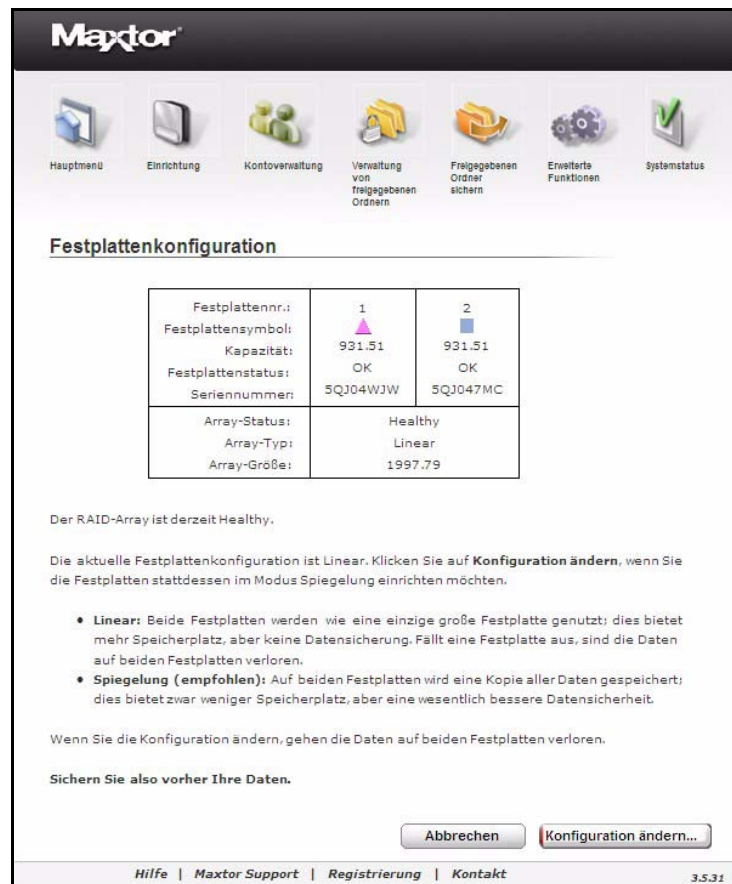 Maxtor
Hauptmenü
Einrichtung
Kontoverwaltung
Verwaltung
von
freigegebenen
Ordnern
Freigegebenen
Ordner
sichern
Erweiterte
Funktionen
Systemstatus
Festplattenkonfiguration
Festplattennr.: 1 2
Festplattensymbol:
Kapazität: 931.51 931.51
Festplattenstatus: OK OK
Seriennummer: 5QJ04WJW 5QJ047MC
Array-Status: Healthy
Array-Typ: Linear
Array-Größe: 1997.79
Der RAID-Array ist derzeit Healthy.
Die aktuelle Festplattenkonfiguration ist Linear. Klicken Sie auf Konfiguration ändern, wenn Sie
die Festplatten stattdessen im Modus Spiegelung einrichten möchten.
• Linear: Beide Festplatten werden wie eine einzige große Festplatte genutzt; dies bietet
mehr Speicherplatz, aber keine Datensicherung. Fällt eine Festplatte aus, sind die Daten
auf beiden Festplatten verloren.
• Spiegelung (empfohlen): Auf beiden Festplatten wird eine Kopie aller Daten gespeichert;
dies bietet zwar weniger Speicherplatz, aber eine wesentlich bessere Datensicherheit.
Wenn Sie die Konfiguration ändern, gehen die Daten auf beiden Festplatten verloren.
Sichern Sie also vorher Ihre Daten.
Abbrechen
Konfiguration ändern...
Hilfe | Maxtor Support | Registrierung | Kontakt
3.5.31